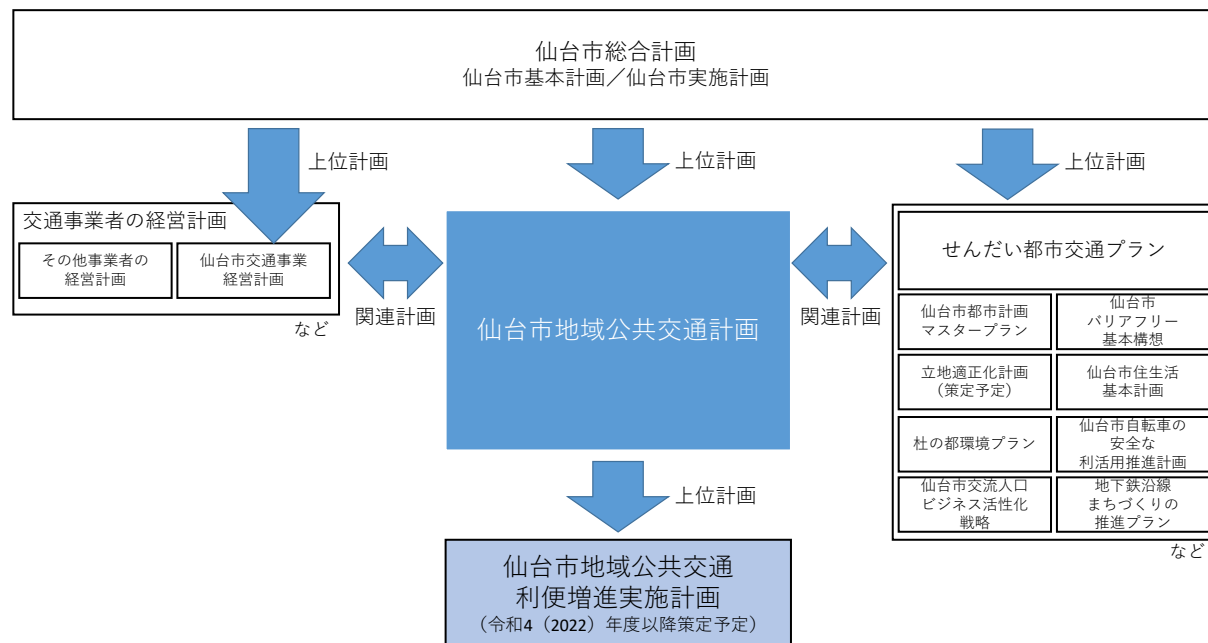 仙台市総合計画
仙台市基本計画／仙台市実施計画
上位計画
上位計画
上位計画
交通事業者の経営計画
その他事業者の
経営計画
仙台市交通事業
経営計画
など
関連計画
仙台市地域公共交通計画
関連計画
せんだい都市交通プラン
仙台市都市計画
マスタープラン
仙台市
バリアフリー
基本構想
立地適正化計画
（策定予定）
仙台市住生活
基本計画
杜の都環境プラン
仙台市自転車の
安全な
利活用推進計画
仙台市交流人口
ビジネス活性化
戦略
地下鉄沿線
まちづくりの
推進プラン
など
上位計画
仙台市地域公共交通
利便増進実施計画
（令和4（2022）年度以降策定予定）